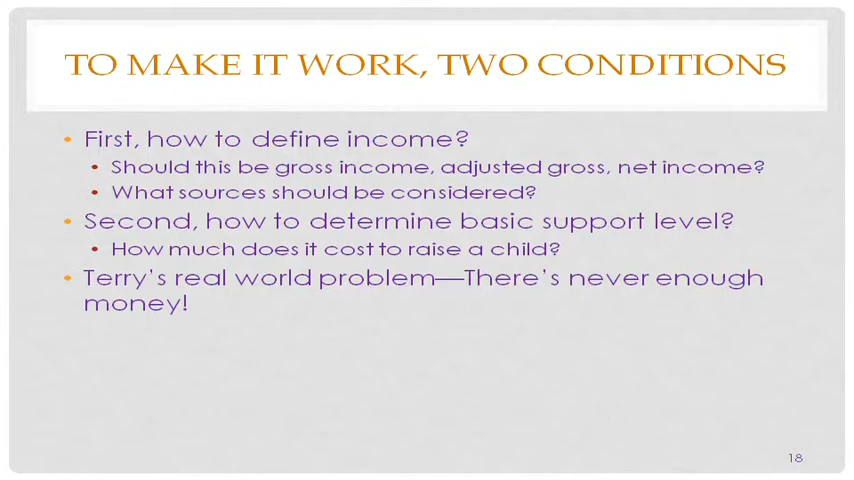 TO MAKE IT WORK, TWO CONDITIONS
• First, how to define income?
• Should this be gross income, adjusted gross, net income?
• What sources should be considered?
• Second, how to determine basic support level?
• How much does it cost to raise a child?
• Terry's real world problem—There's never enough
money!
18